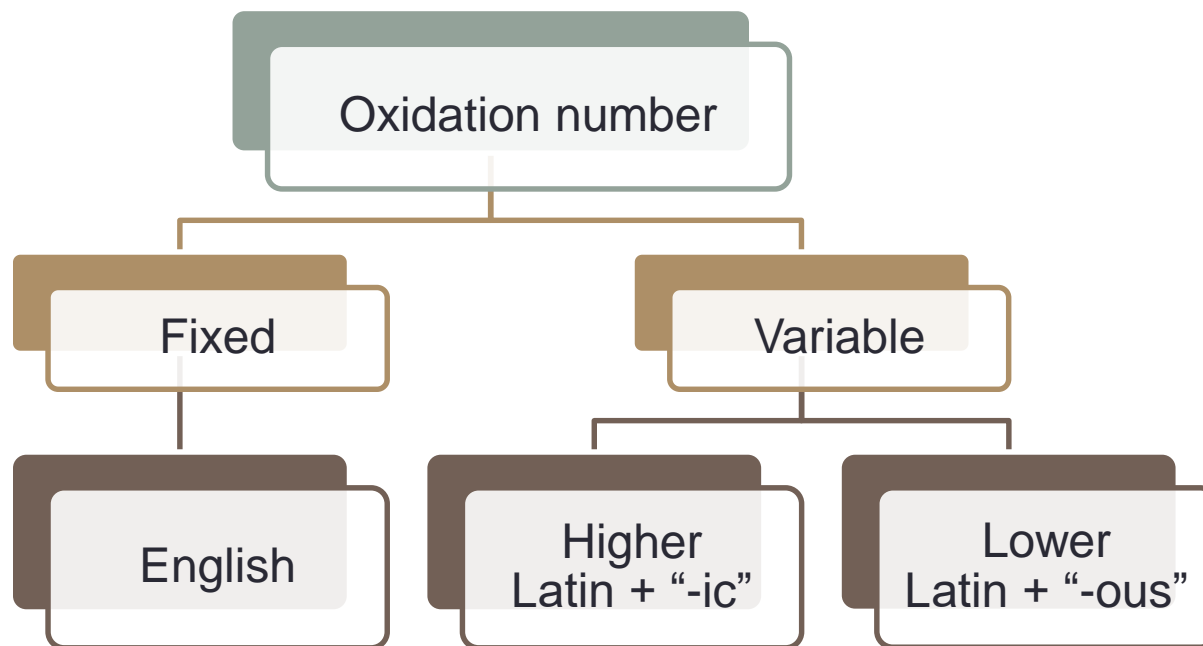 Oxidation number
Fixed
Variable
English
Higher
Latin + “-ic”
Lower
Latin + “-ous”